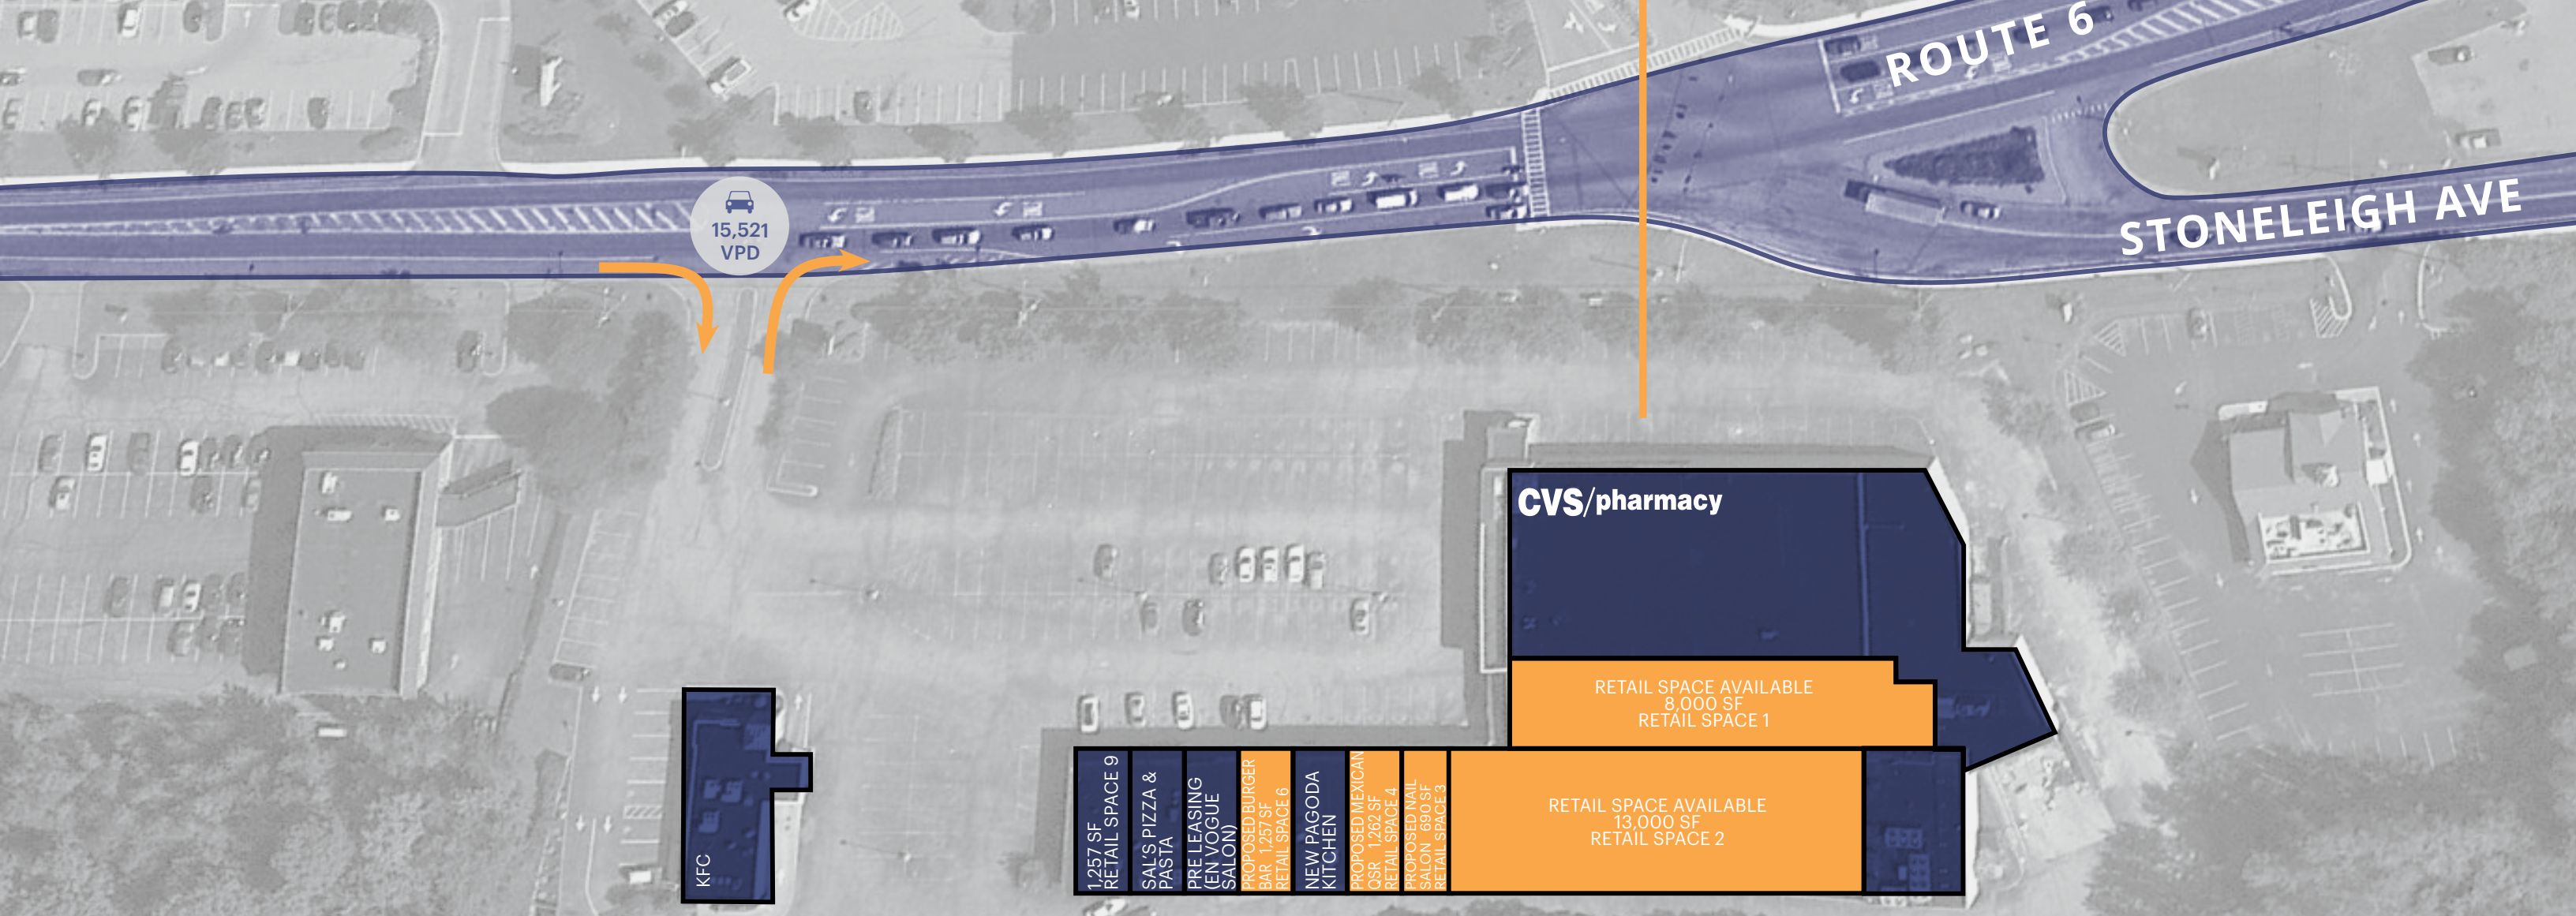 ROUTE 6
STONELEIGH AVE
15,521
VPD
CVS/pharmacy
RETAIL SPACE AVAILABLE
8,000 SF
RETAIL SPACE 1
RETAIL SPACE AVAILABLE
13,000 SF
RETAIL SPACE 2
KFC
1,257 SF
RETAIL SPACE 9
SAL'S PIZZA &
PASTA
PRE LEASING
(EN VOGUE
SALON)
PROPOSED BURGER
BAR 1,257 SF
RETAIL SPACE 6
NEW PAGODA
KITCHEN
PROPOSED MEXICAN
QSR 1,262 SF
RETAIL SPACE 4
PROPOSED NAIL
SALON 690 SF
RETAIL SPACE 3